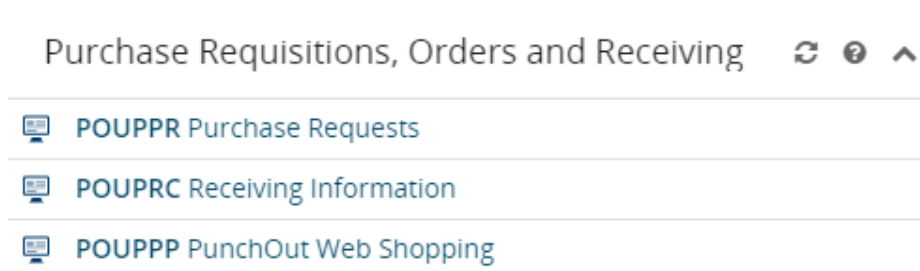 Purchase Requisitions, Orders and Receiving
POUPPR Purchase Requests
POUPRC Receiving Information
POUPPP PunchOut Web Shopping